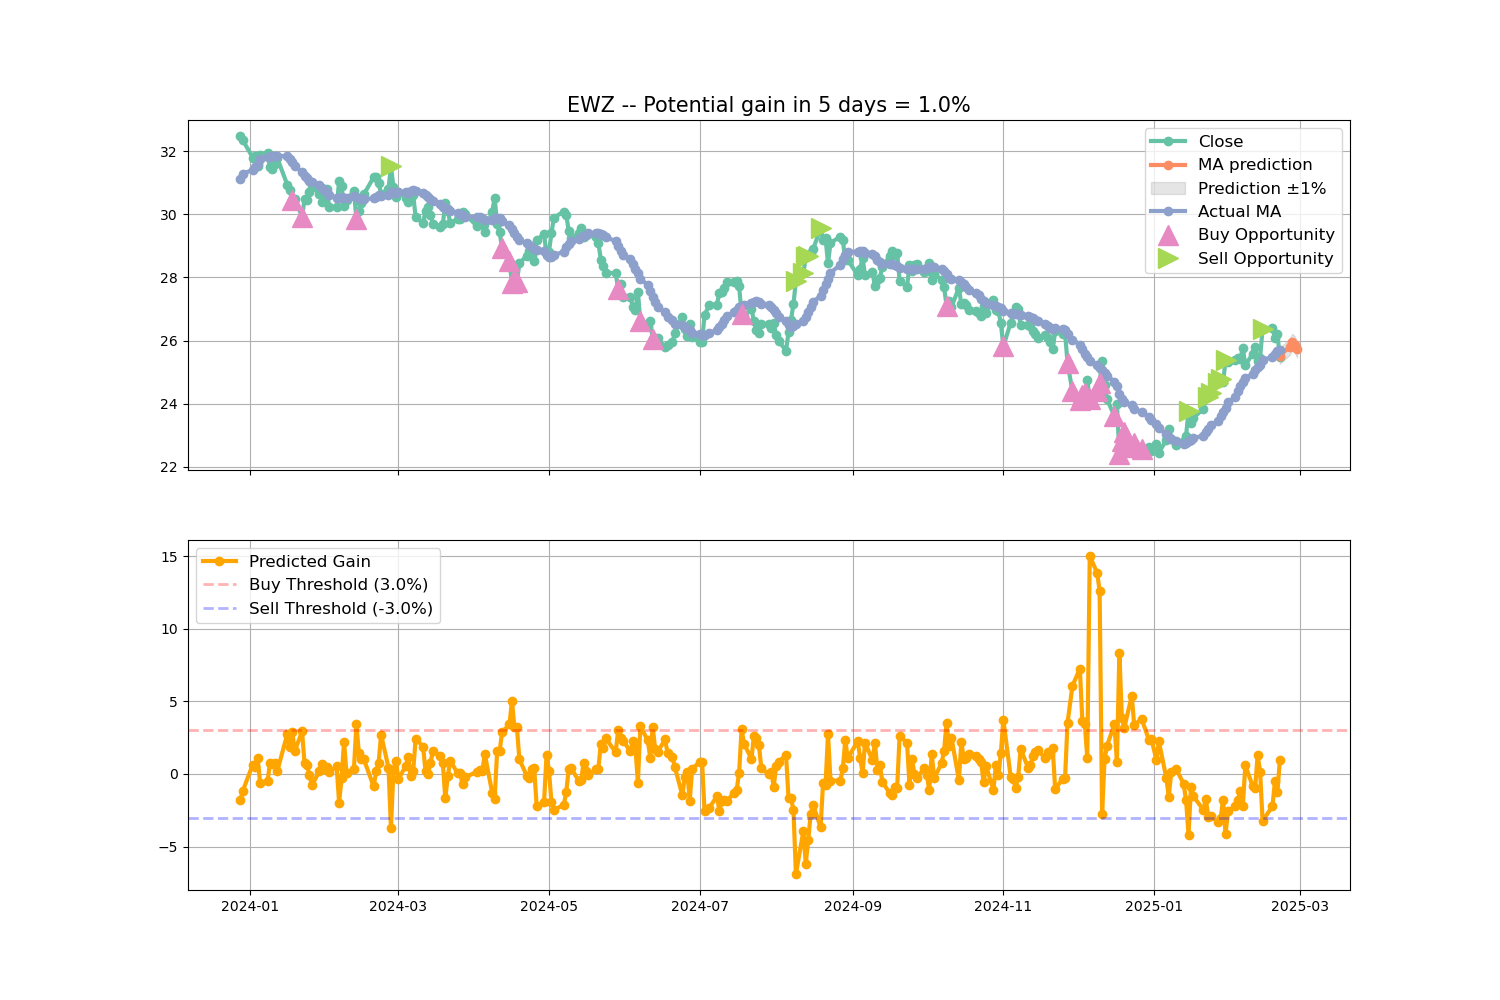 EWZ -- Potential gain in 5 days = 1.0%
32
30
28
26
24
22
Close
MA prediction
Prediction ±1%
Actual MA
Buy Opportunity
Sell Opportunity
15
10
5
0
−5
Predicted Gain
Buy Threshold (3.0%)
Sell Threshold (-3.0%)
2024-01 2024-03 2024-05 2024-07 2024-09 2024-11 2025-01 2025-03